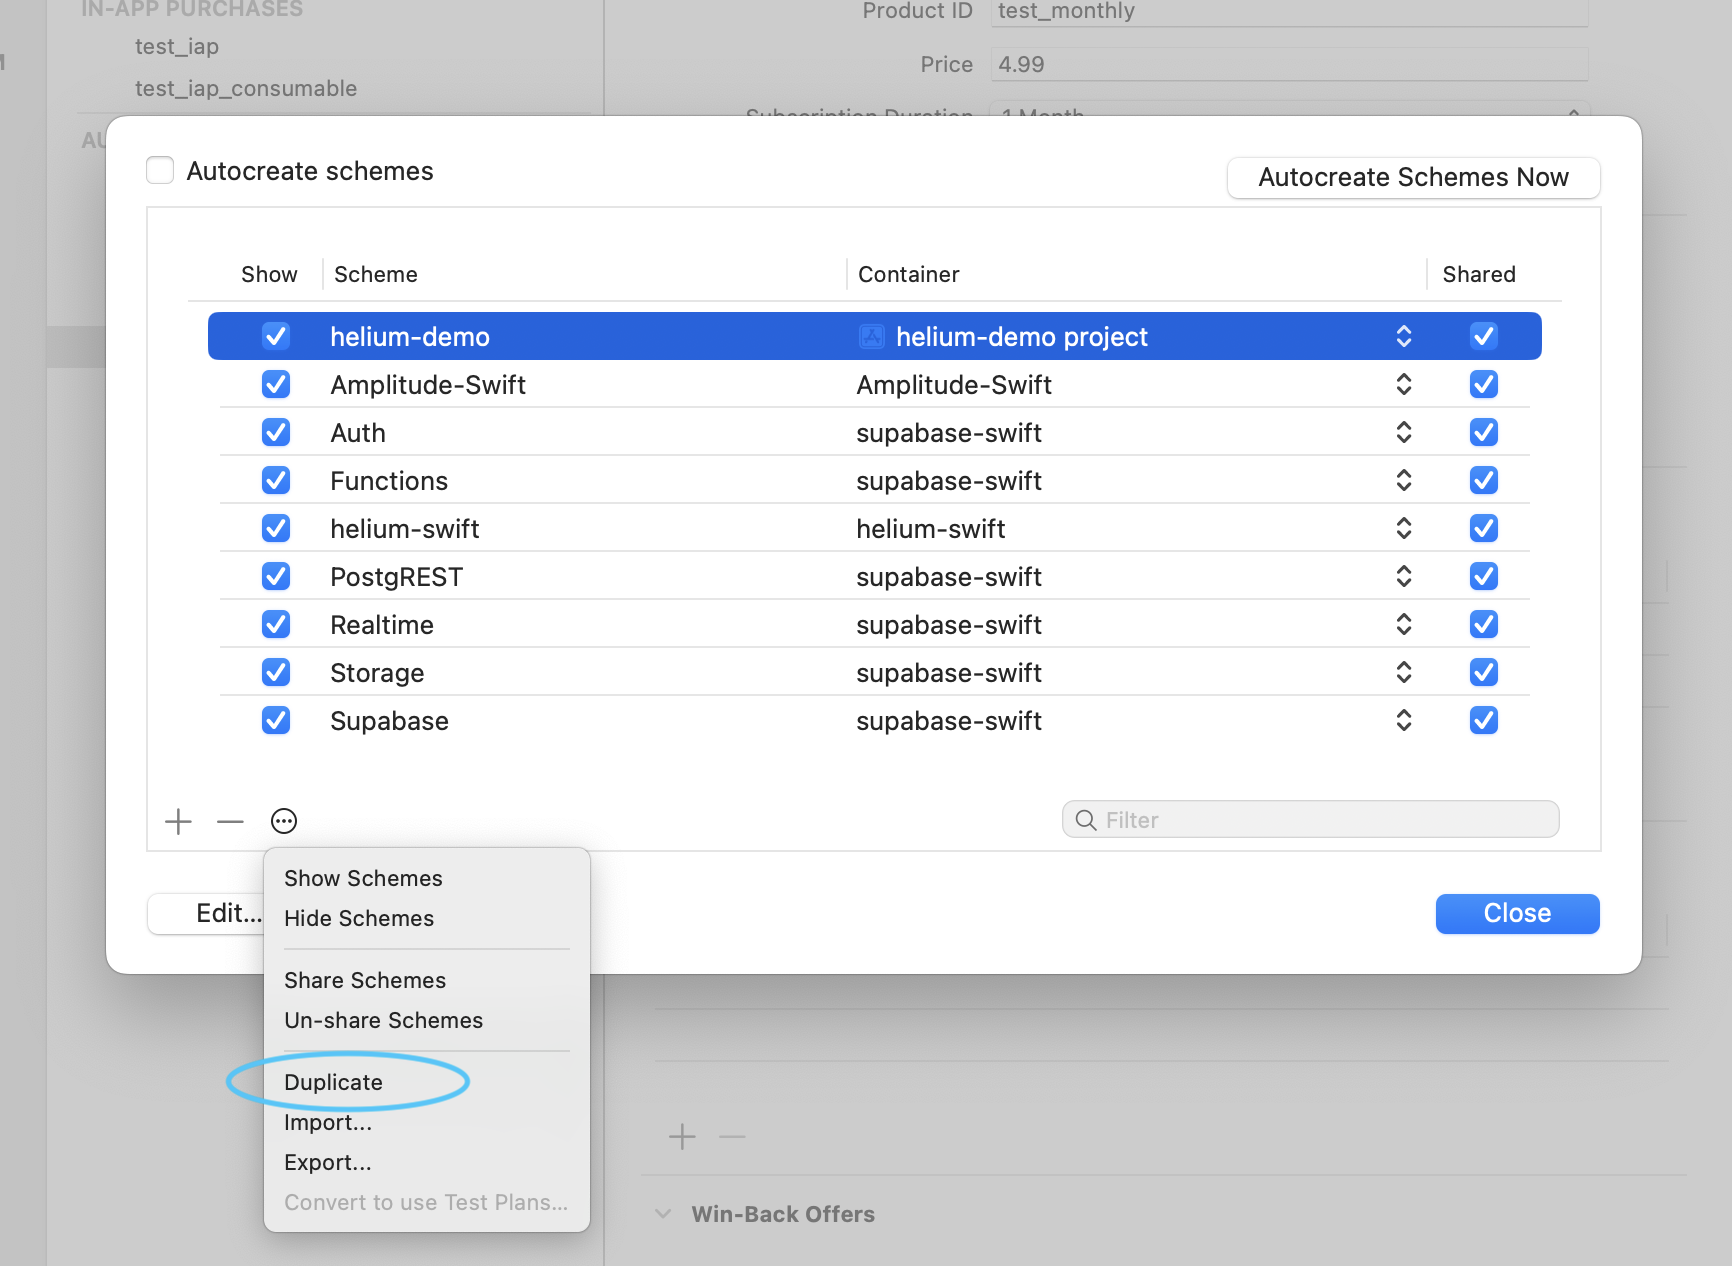 IN-APP PURCHASES
test_iap
test_iap_consumable
Product ID test_monthly
Price 4.99
Subscription Duration 1 Month
Autocreate schemes
Autocreate Schemes Now
Show Scheme Container Shared
helium-demo helium-demo project
Amplitude-Swift Amplitude-Swift
Auth supabase-swift
Functions supabase-swift
helium-swift helium-swift
PostgREST supabase-swift
Realtime supabase-swift
Storage supabase-swift
Supabase supabase-swift
Filter
Edit...
Close
Show Schemes
Hide Schemes
Share Schemes
Un-share Schemes
Duplicate
Import...
Export...
Convert to use Test Plans...
Win-Back Offers